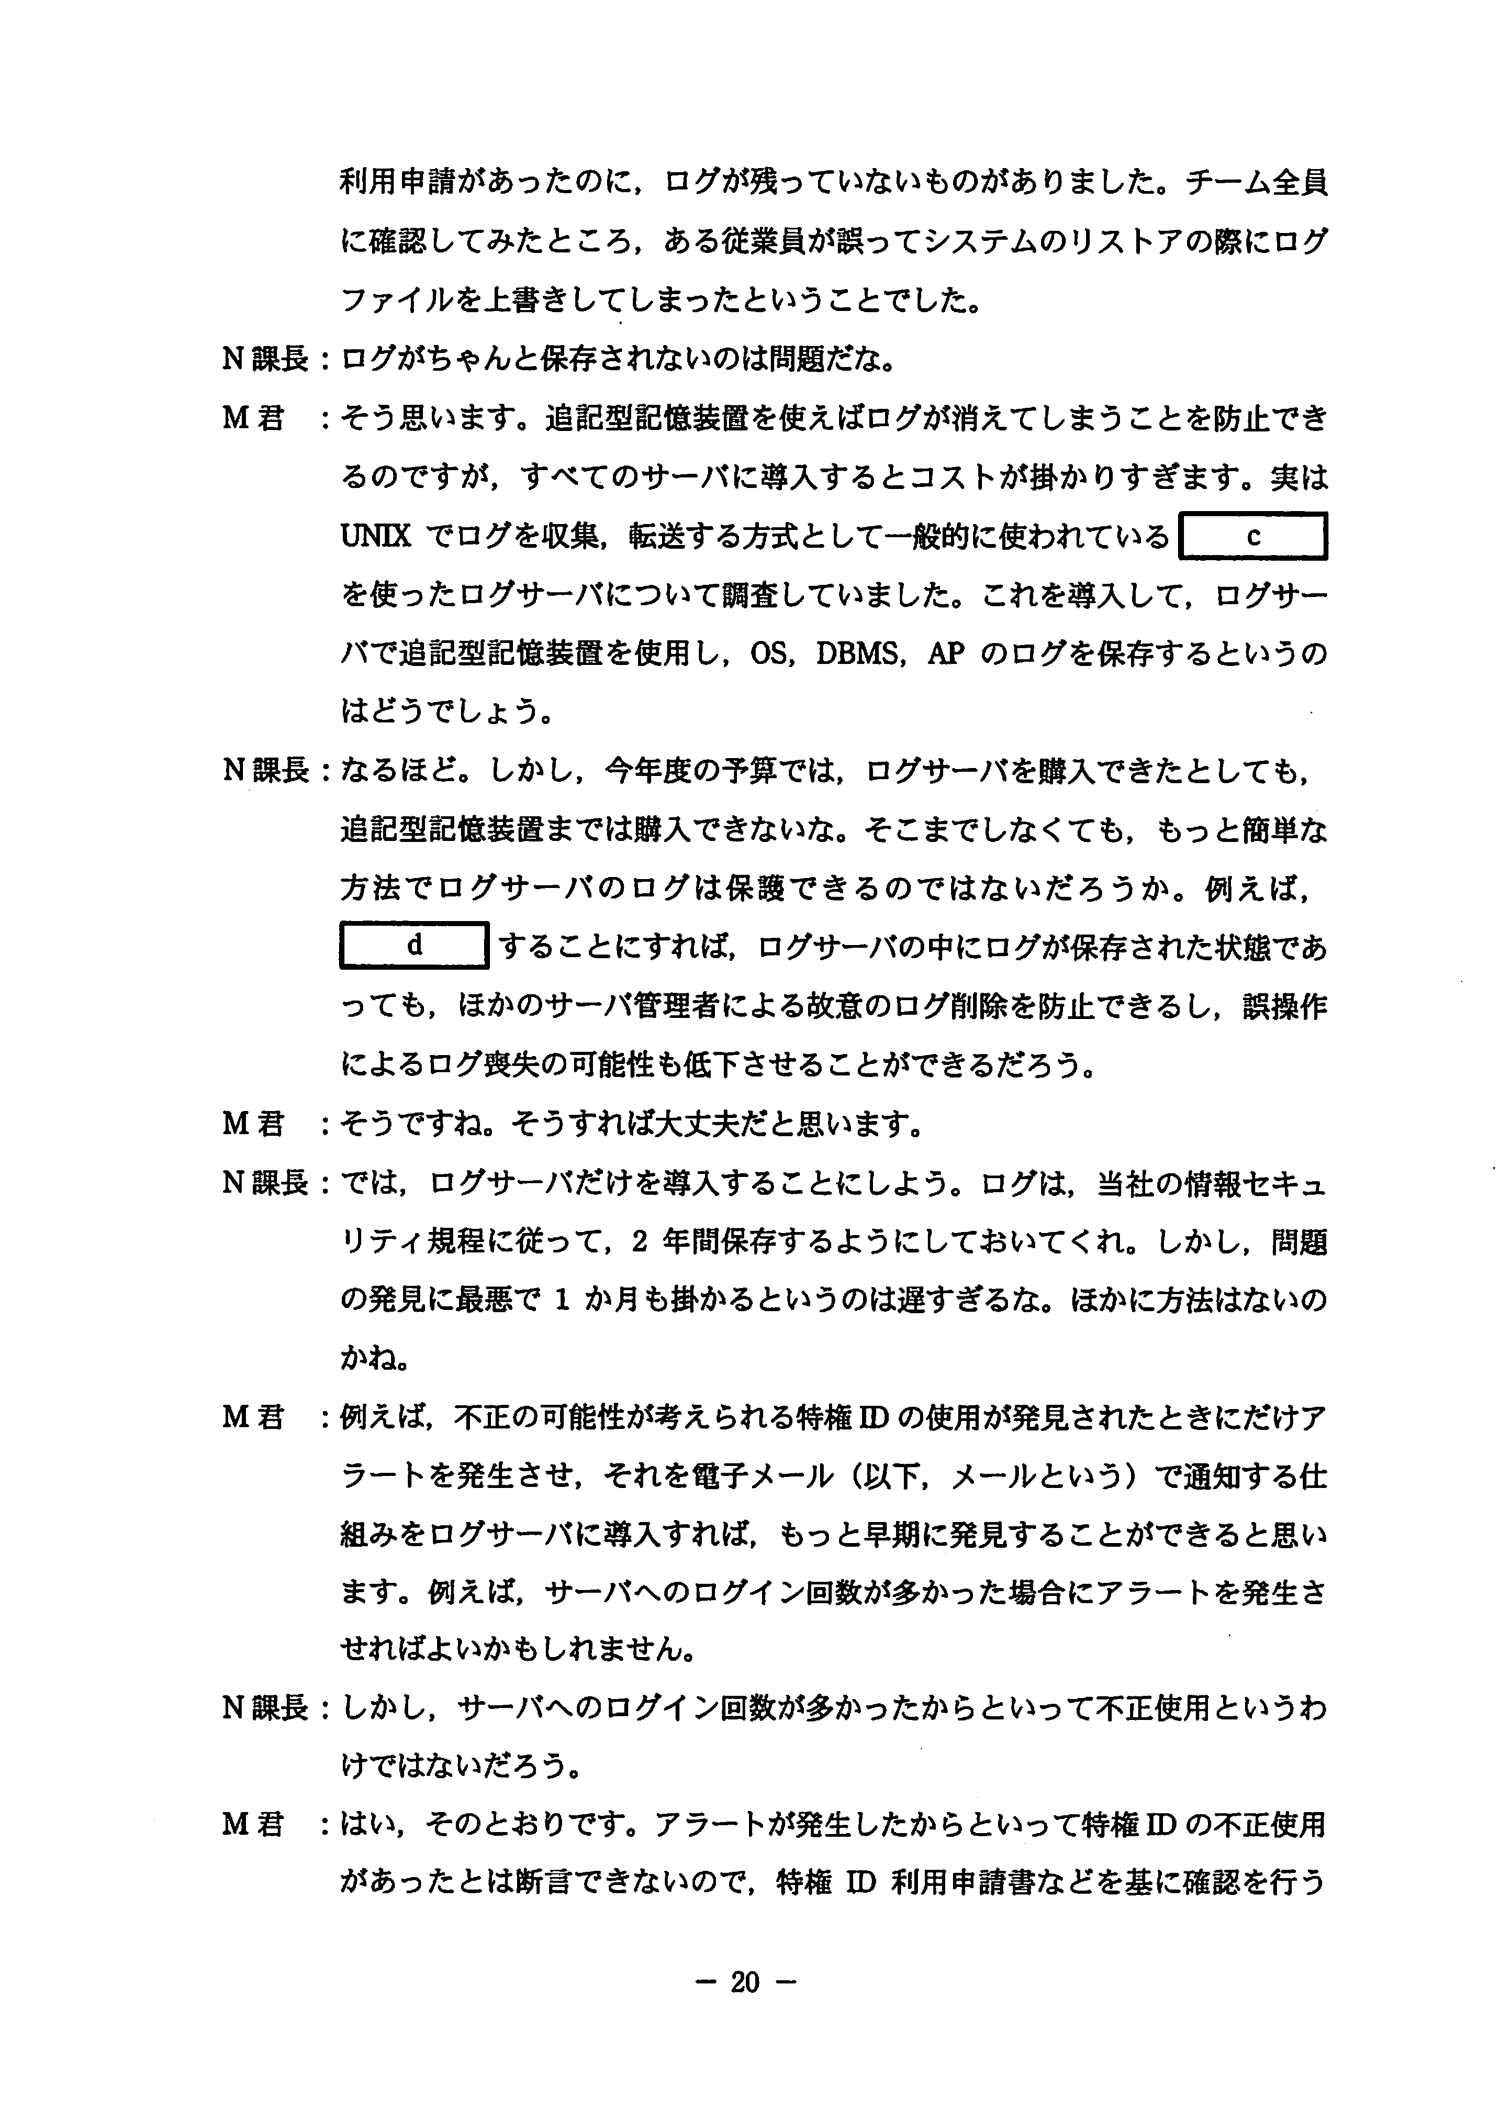 利用申請があったのに，ログが残っていないものがありました。チーム全員
に確認してみたところ，ある従業員が誤ってシステムのリストアの際にログ
ファイルを上書きしてしまったということでした。
N 課長：ログがちゃんと保存されないのは問題だな。
M 君　：そう思います。追記型記憶装置を使えばログが消えてしまうことを防止でき
るのですが，すべてのサーバに導入するとコストが掛かりすぎます。実は
UNIX でログを収集，転送する方式として一般的に使われている c
を使ったログサーバについて調査していました。これを導入して，ログサー
バで追記型記憶装置を使用し，OS，DBMS，AP のログを保存するというの
はどうでしょう。
N 課長：なるほど。しかし，今年度の予算では，ログサーバを購入できたとしても，
追記型記憶装置までは購入できないな。そこまでしなくても，もっと簡単な
方法でログサーバのログは保護できるのではないだろうか。例えば，
d することにすれば，ログサーバの中にログが保存された状態であ
っても，ほかのサーバ管理者による故意のログ削除を防止できるし，誤操作
によるログ喪失の可能性も低下させることができるだろう。
M 君　：そうですね。そうすれば大丈夫だと思います。
N 課長：では，ログサーバだけを導入することにしよう。ログは，当社の情報セキュ
リティ規程に従って，2 年間保存するようにしておいてくれ。しかし，問題
の発見に最悪で 1 か月も掛かるというのは遅すぎるな。ほかに方法はないの
かね。
M 君　：例えば，不正の可能性が考えられる特権 ID の使用が発見されたときにだけア
ラートを発生させ，それを電子メール（以下，メールという）で通知する仕
組みをログサーバに導入すれば，もっと早期に発見することができると思い
ます。例えば，サーバへのログイン回数が多かった場合にアラートを発生さ
せればよいかもしれません。
N 課長：しかし，サーバへのログイン回数が多かったからといって不正使用というわ
けではないだろう。
M 君　：はい，そのとおりです。アラートが発生したからといって特権 ID の不正使用
があったとは断言できないので，特権 ID 利用申請書などを基に確認を行う
－ 20 －